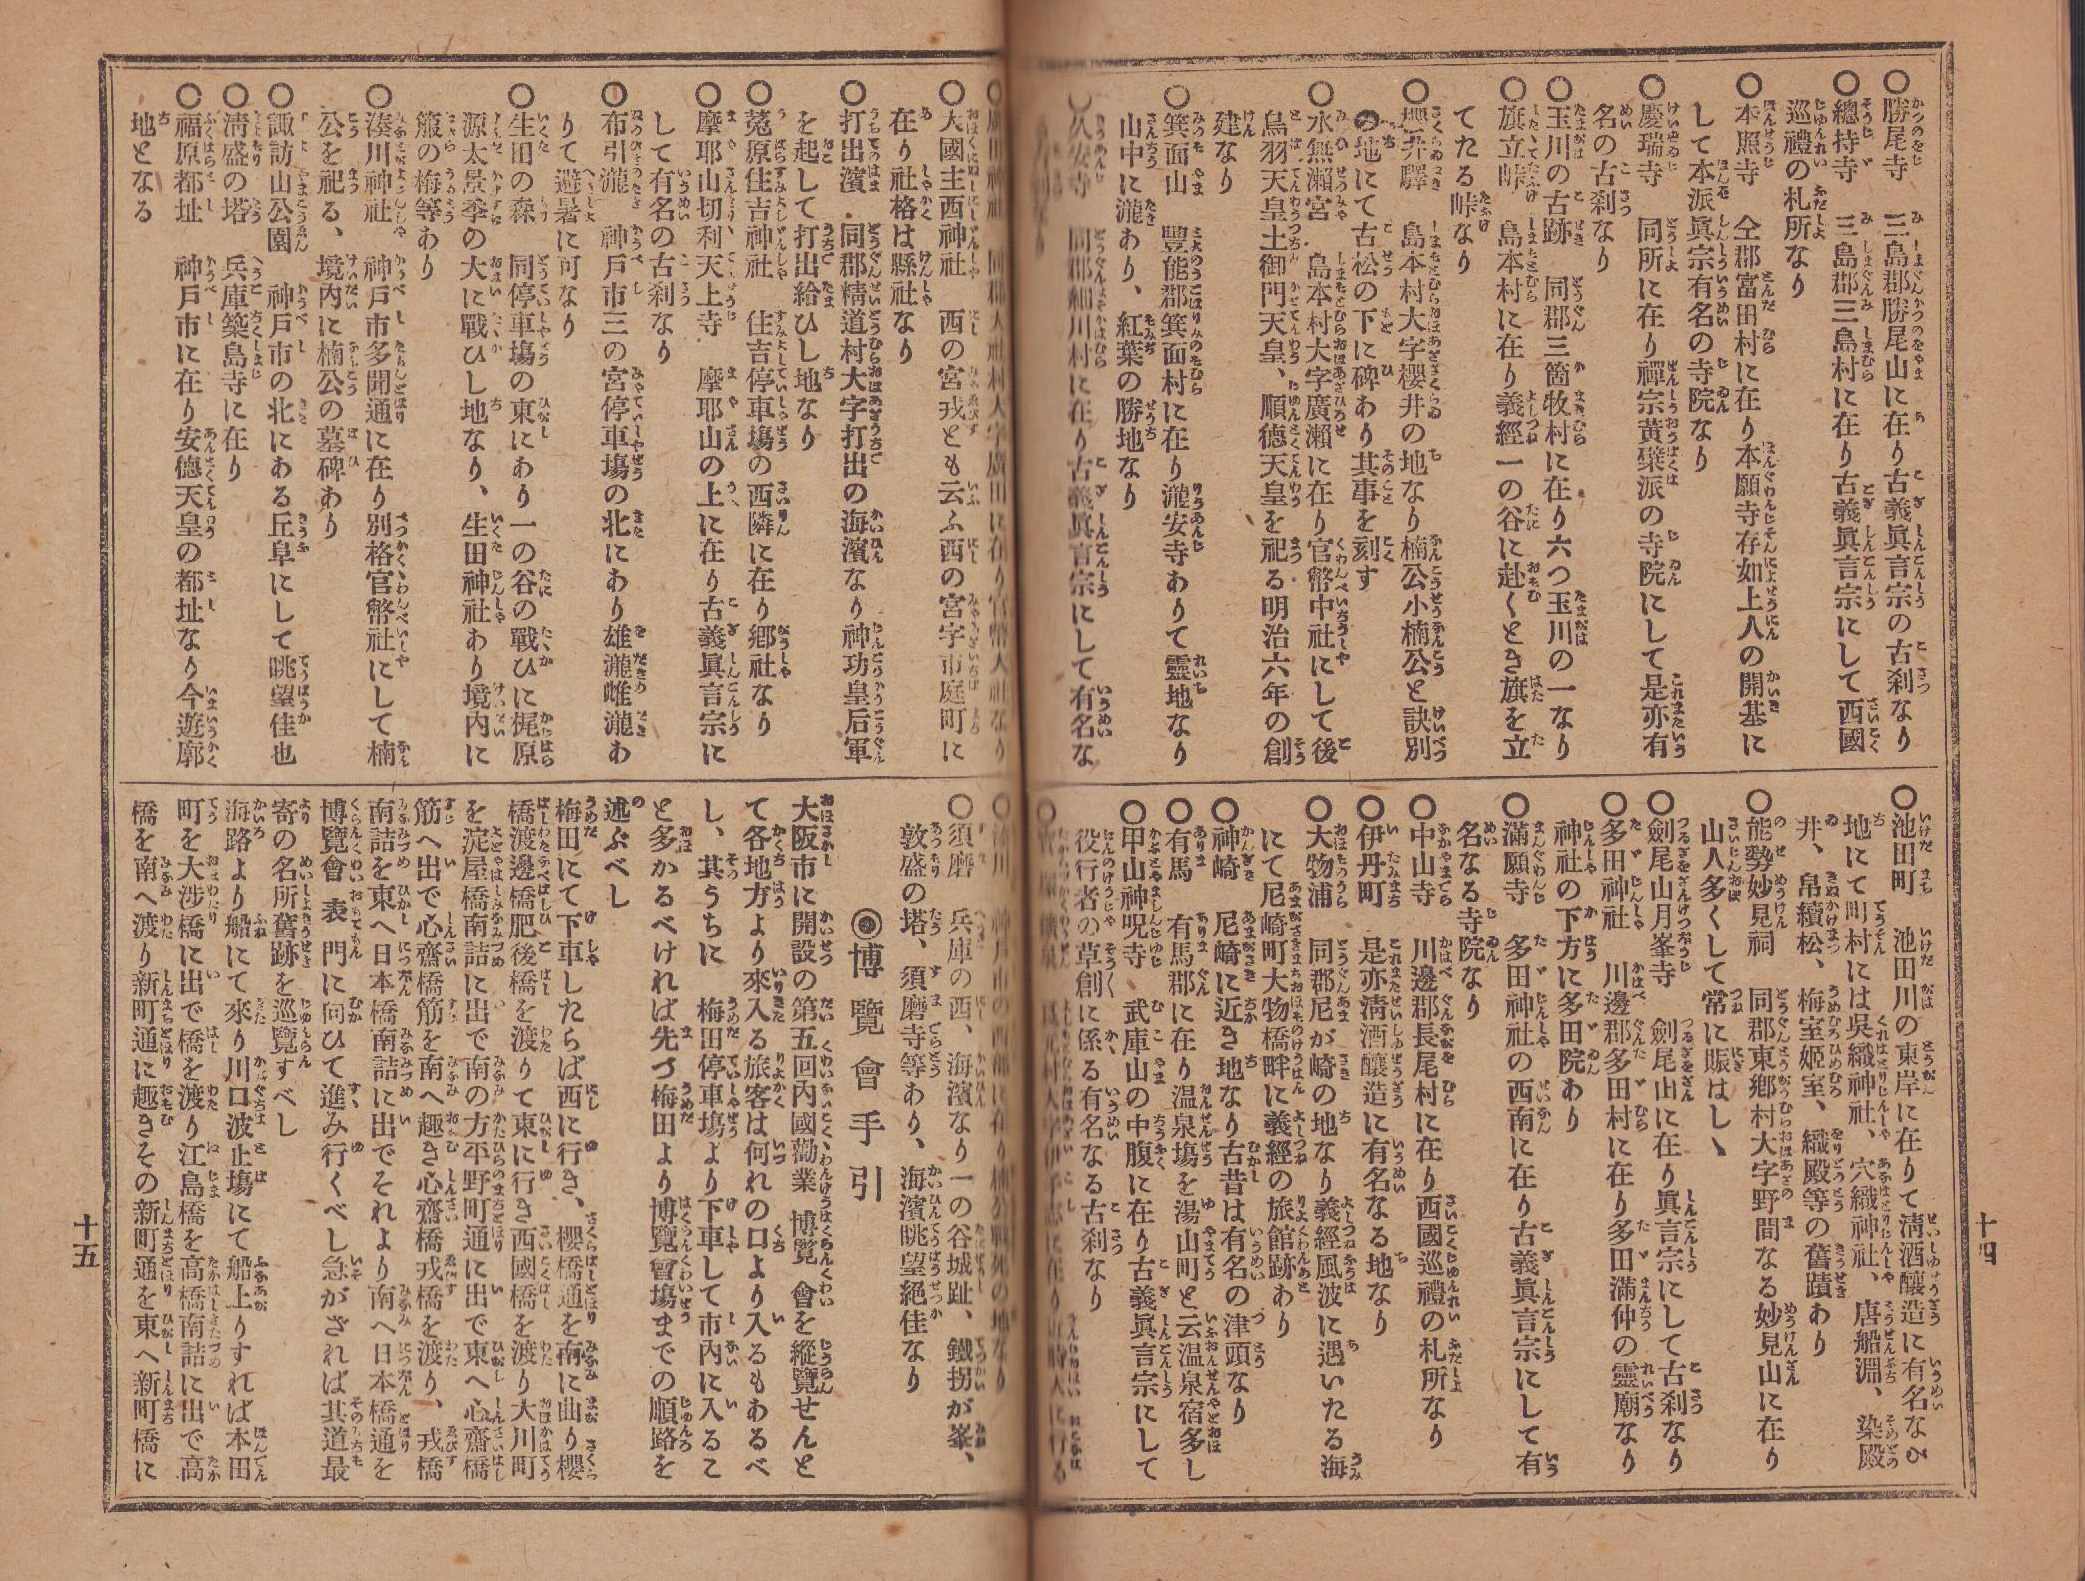 ○勝尾寺　三島郡勝尾山に在り古義眞言宗の古刹なり
○總持寺　三島郡三島村に在り古義眞言宗にして西國
巡禮の札所なり
○本照寺　仝郡富田村に在り本願寺存如上人の開基に
して本派眞宗有名の寺院なり
○慶瑞寺　同所に在り禪宗黃檗派の寺院にして是亦有
名の古刹なり
○玉川の古跡　同郡三箇牧村に在り六つ玉川の一なり
○旗立峠　島本村に在り義經一の谷に赴くとき旗を立
てたる峠なり
○櫻井驛　島本村大字櫻井の地なり楠公小楠公と訣別
の地にて古松の下に碑あり其事を刻す
○水無瀨宮　島本村大字廣瀨に在り官幣中社にして後
鳥羽天皇土御門天皇、順德天皇を祀る明治六年の創
建なり
○箕面山　豐能郡箕面村に在り瀧安寺ありて靈地なり
山中に瀧あり、紅葉の勝地なり
○久安寺　同郡細川村に在り古義眞言宗にして有名な
○池田町　池田川の東岸に在りて淸酒釀造に有名なひ
地にて町村には吳織神社、穴織神社、唐船淵、染殿
井、帛續松、梅室姬室、織殿等の舊蹟あり
○能勢妙見祠　同郡東鄕村大字野間なる妙見山に在り
山人多くして常に賑はし
○劍尾山月峯寺　劍尾山に在り眞言宗にして古刹なり
○多田神社　川邊郡多田村に在り多田滿仲の靈廟なり
神社の下方に多田院あり
○滿願寺　多田神社の西南に在り古義眞言宗にして有
名なる寺院なり
○中山寺　川邊郡長尾村に在り西國巡禮の札所なり
○伊丹町　是亦淸酒釀造に有名なる地なり
○大物浦　同郡尼が崎の地なり義經風波に遇いたる海
にて尼崎町大物橋畔に義經の旅館跡あり
○神崎　尼崎に近き地なり古昔は有名の津頭なり
○有馬　有馬郡に在り温泉塲を湯山町と云温泉宿多し
○甲山神呪寺　武庫山の中腹に在り古義眞言宗にして
役行者の草創に係る有名なる古刹なり
十四
○廣田神社　同郡大社村大字廣田に在り官幣大社なり
○大國主西神社　西の宮戎とも云ふ西の宮字市庭町に
在り社格は縣社なり
○打出濱　同郡精道村大字打出の海濱なり神功皇后軍
を起して打出給ひし地なり
○菟原住吉神社　住吉停車塲の西隣に在り鄕社なり
○摩耶山切利天上寺　摩耶山の上に在り古義眞言宗に
して有名の古刹なり
○布引瀧　神戸市三の宮停車塲の北にあり雄瀧雌瀧あ
りて避暑に可なり
○生田の森　同停車塲の東にあり一の谷の戰ひに梶原
源太景季の大に戰ひし地なり、生田神社あり境內に
箙の梅等あり
○湊川神社　神戸市多聞通に在り別格官幣社にして楠
公を祀る、境內に楠公の墓碑あり
○諏訪山公園　神戸市の北にある丘阜にして眺望佳也
○淸盛の塔　兵庫築島寺に在り
○福原都址　神戸市に在り安德天皇の都址なり今遊廓
地となる
○湊川　神戸市の西部に在り楠公戰死の地なり
○須磨　兵庫の西、海濱なり一の谷城趾、鐵拐が峯、
敦盛の塔、須磨寺等あり、海濱眺望絕佳なり
◉博覽會手引
大阪市に開設の第五回內國勸業博覽會を縱覽せんと
て各地方より來入る旅客は何れの口より入るもあるべ
し、其うちに　梅田停車塲より下車して市內に入るこ
と多かるべければ先づ梅田より博覽會塲までの順路を
述ぶべし
梅田にて下車したらば西に行き、櫻橋通を南に曲り櫻
橋渡邊橋肥後橋を渡りて東に行き西國橋を渡り大川町
を淀屋橋南詰に出で南の方平野町通に出で東へ心齋橋
筋へ出で心齋橋筋を南へ趣き心齋橋戎橋を渡り、戎橋
南詰を東へ日本橋南詰に出でそれより南へ日本橋通を
博覽會表門に向ひて進み行くべし急がざれば其道最
寄の名所舊跡を巡覽すべし
海路より船にて來り川口波止塲にて船上りすれば本田
町を大渉橋に出で橋を渡り江島橋を高橋南詰に出で高
橋を南へ渡り新町通に趣きその新町通を東へ新町橋に
十五